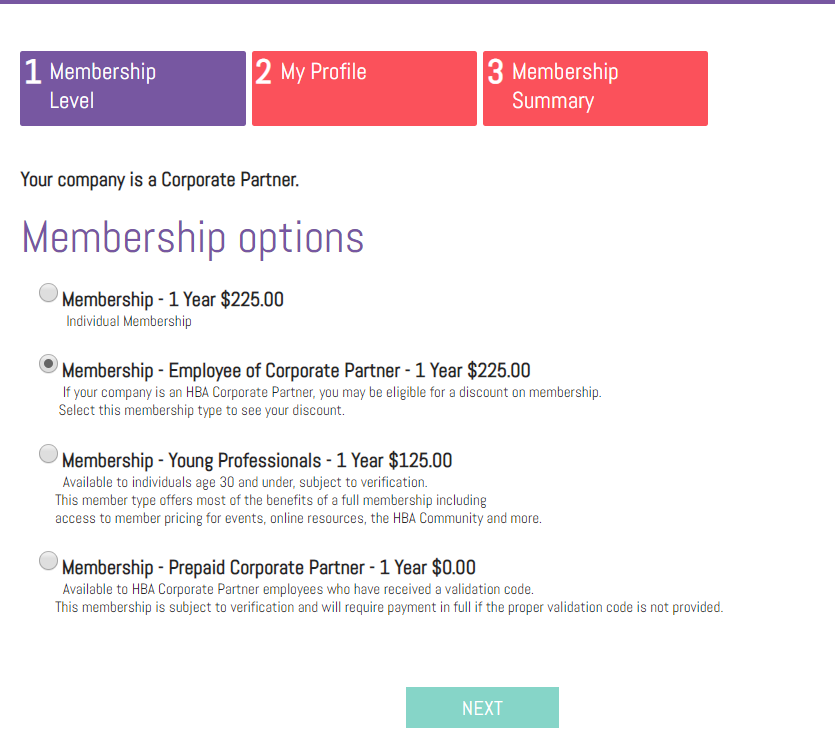 1 Membership
Level
2 My Profile
3 Membership
Summary
Your company is a Corporate Partner.
Membership options
Membership - 1 Year $225.00
Individual Membership
Membership - Employee of Corporate Partner - 1 Year $225.00
If your company is an HBA Corporate Partner, you may be eligible for a discount on membership.
Select this membership type to see your discount.
Membership - Young Professionals - 1 Year $125.00
Available to individuals age 30 and under, subject to verification.
This member type offers most of the benefits of a full membership including
access to member pricing for events, online resources, the HBA Community and more.
Membership - Prepaid Corporate Partner - 1 Year $0.00
Available to HBA Corporate Partner employees who have received a validation code.
This membership is subject to verification and will require payment in full if the proper validation code is not provided.
NEXT